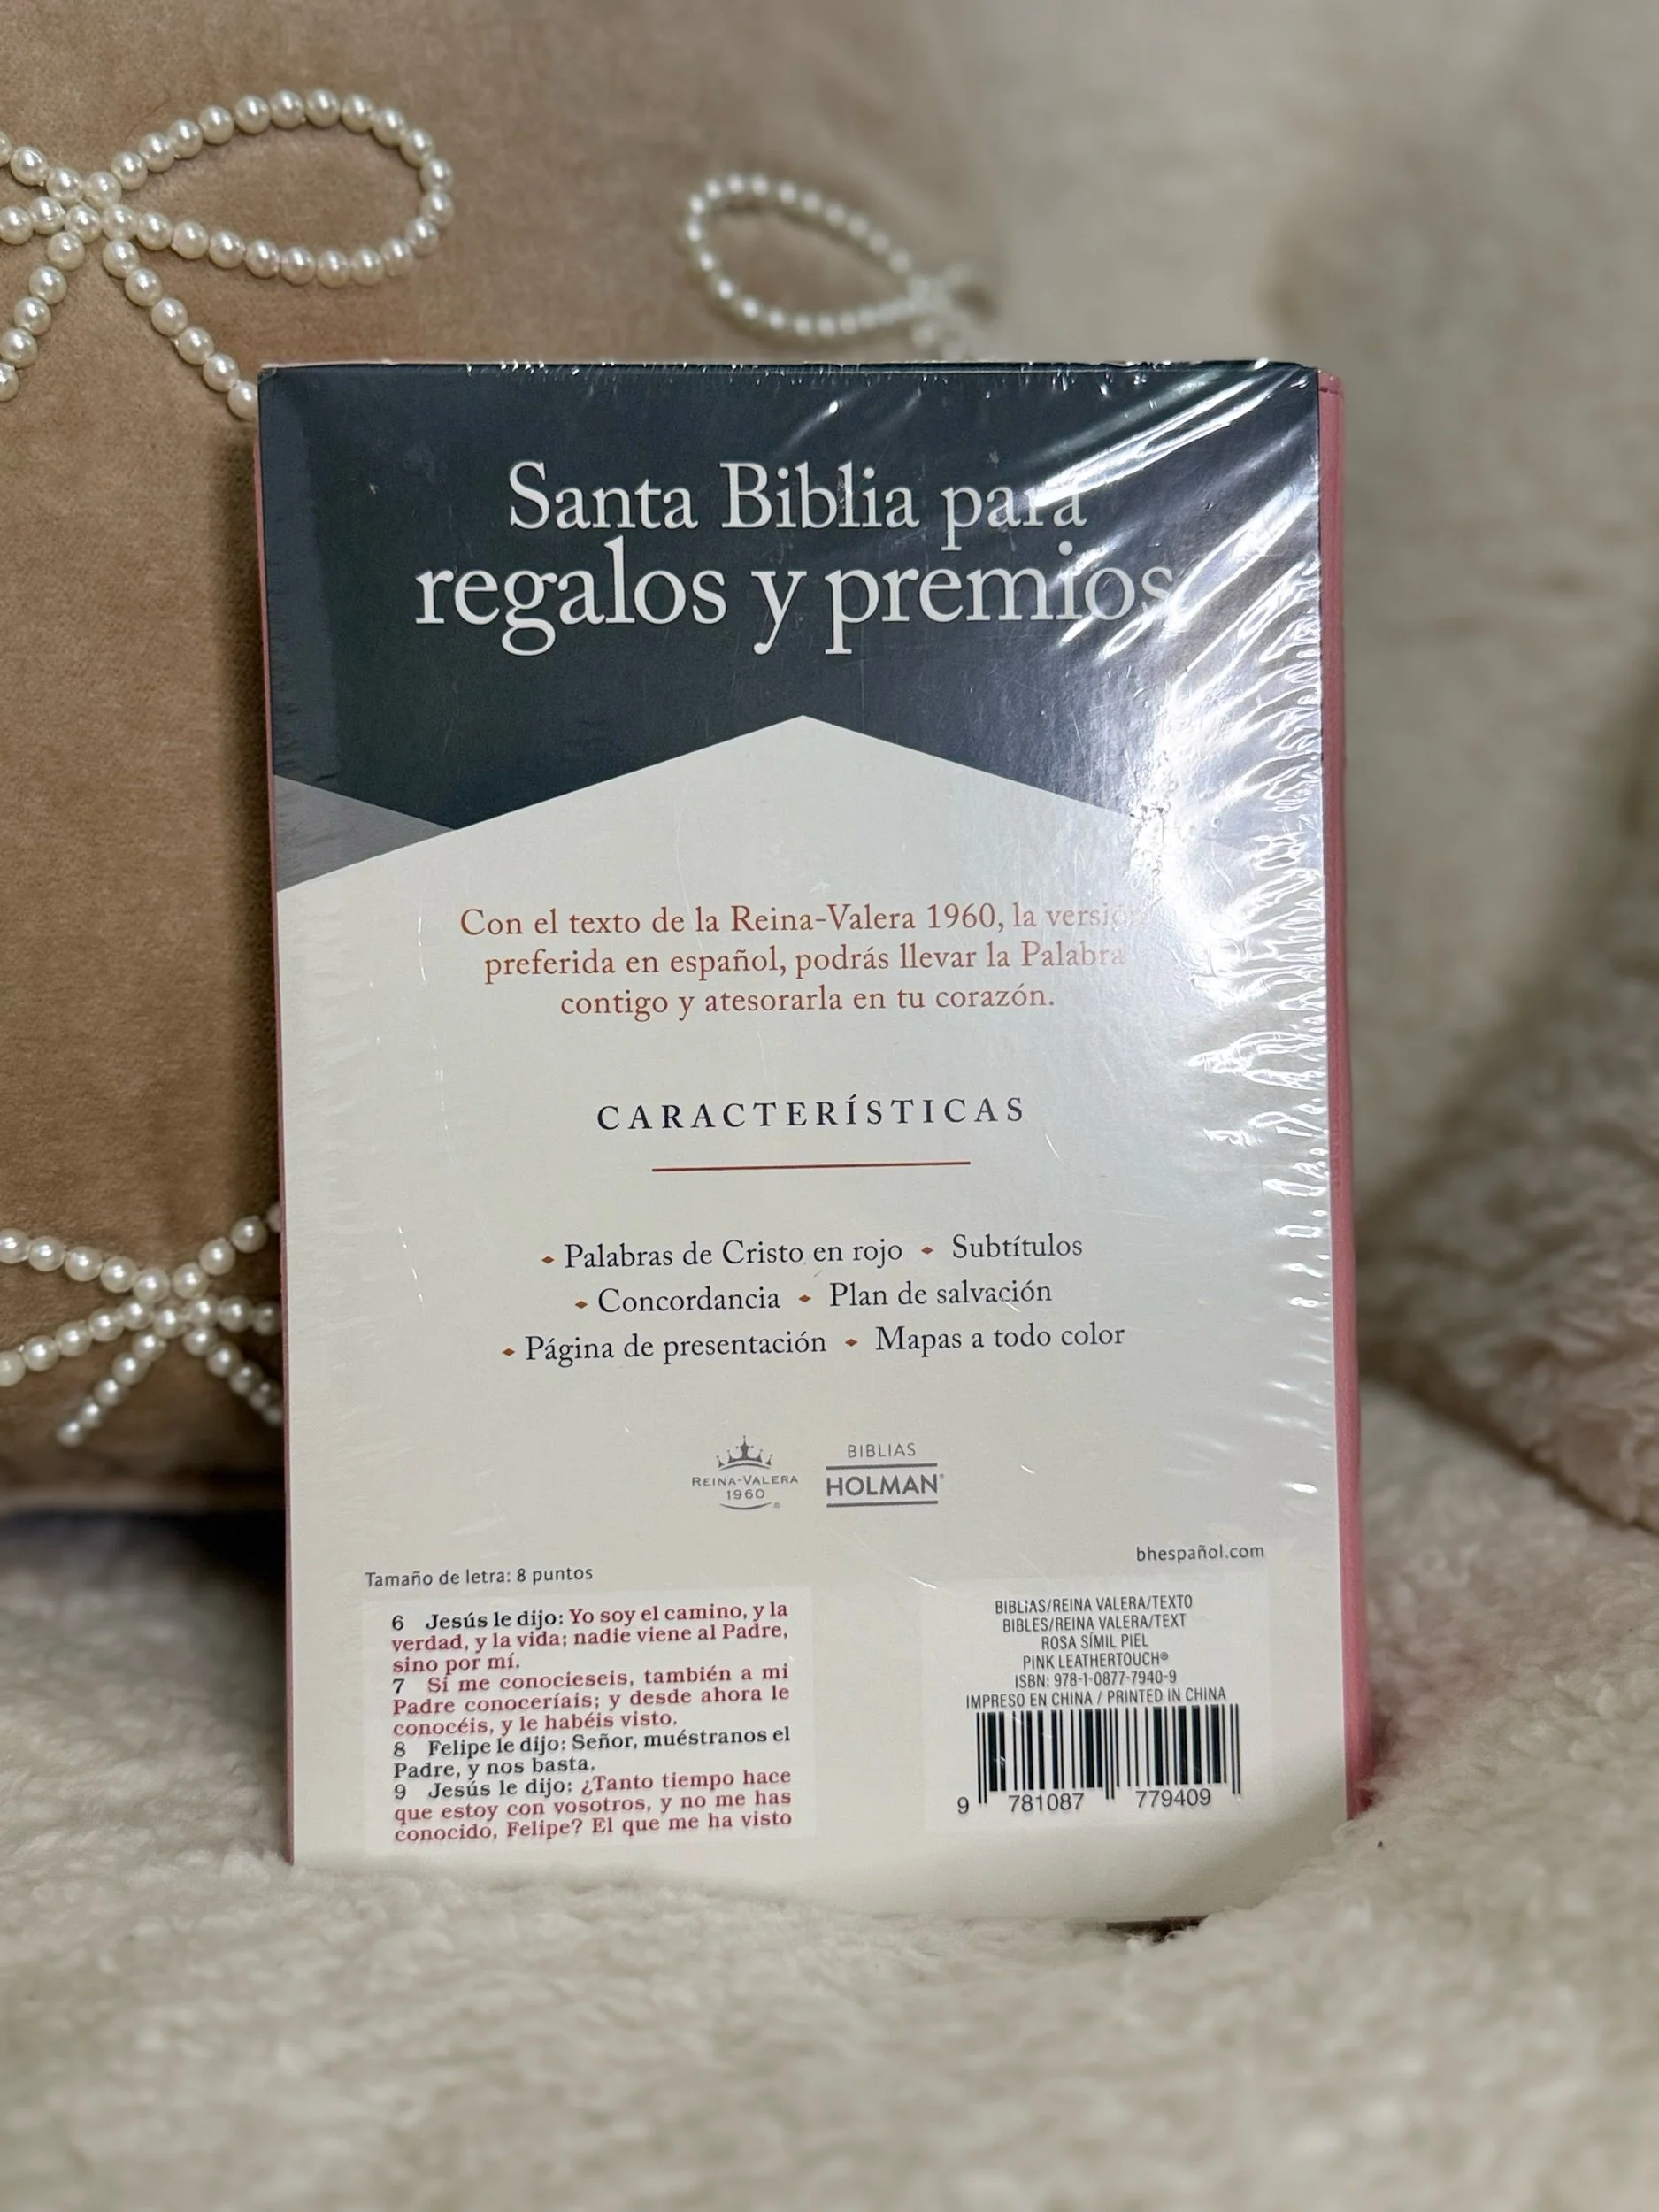 Santa Biblia para
regalos y premios
Con el texto de la Reina-Valera 1960, la versión
preferida en español, podrás llevar la Palabra
contigo y atesorarla en tu corazón.
CARACTERÍSTICAS
Palabras de Cristo en rojo ⬩ Subtítulos
⬩ Concordancia ⬩ Plan de salvación
⬩ Página de presentación ⬩ Mapas a todo color
REINA-VALERA
1960
BIBLIAS
HOLMAN®
bhespañol.com
Tamaño de letra: 8 puntos
6 Jesús le dijo: Yo soy el camino, y la
verdad, y la vida; nadie viene al Padre,
sino por mí.
7 Si me conocieseis, también a mi
Padre conoceríais; y desde ahora le
conocéis, y le habéis visto.
8 Felipe le dijo: Señor, muéstranos el
Padre, y nos basta.
9 Jesús le dijo: ¿Tanto tiempo hace
que estoy con vosotros, y no me has
conocido, Felipe? El que me ha visto
BIBLIAS/REINA VALERA/TEXTO
BIBLES/REINA VALERA/TEXT
ROSA SÍMIL PIEL
PINK LEATHERTOUCH®
ISBN: 978-1-0877-7940-9
IMPRESO EN CHINA / PRINTED IN CHINA
9 781087 779409